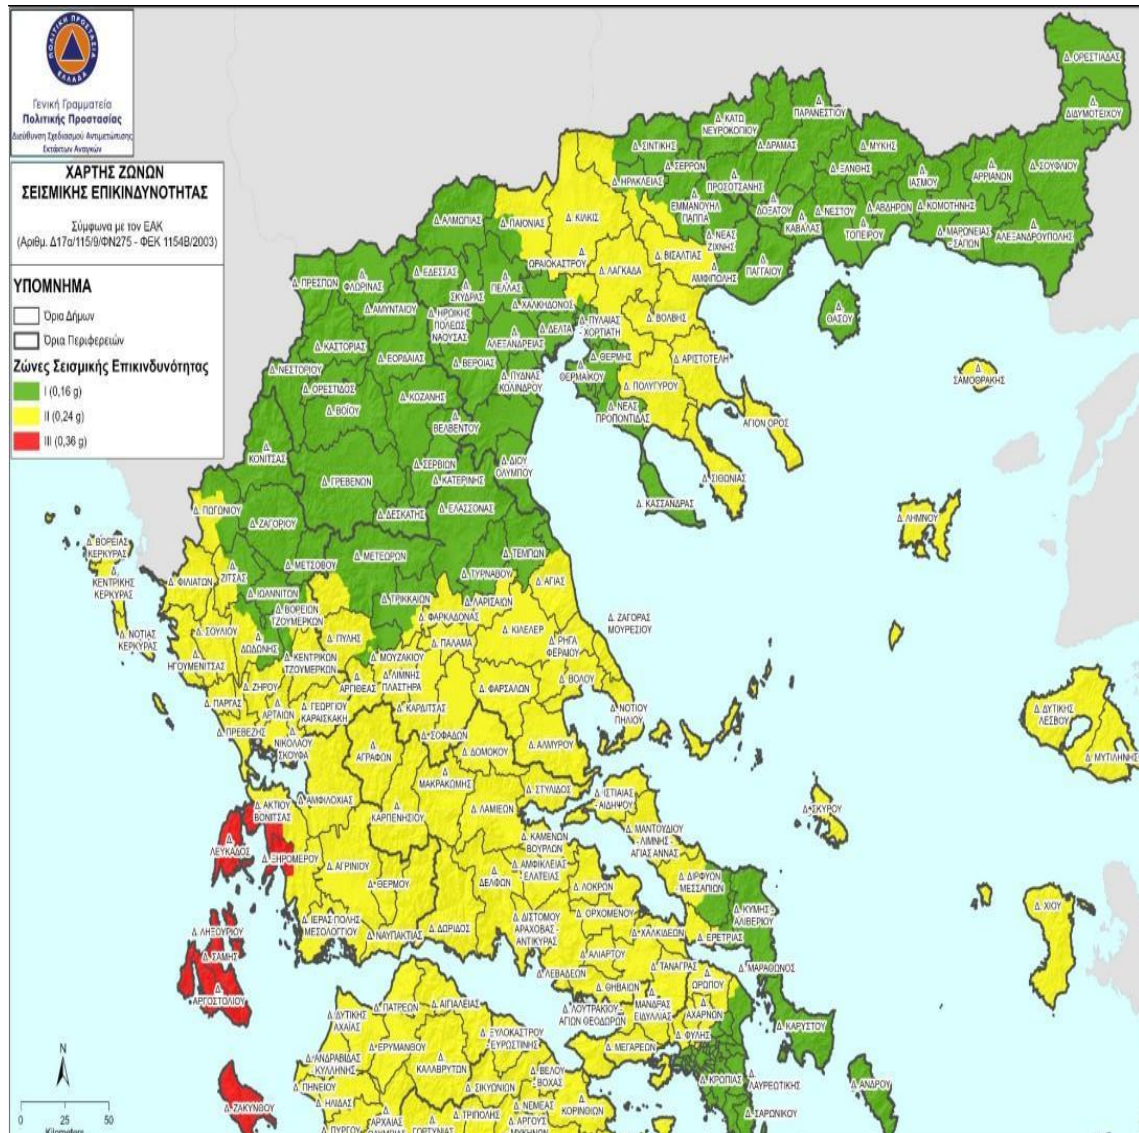 ΠΟΛΙΤΙΚΗ ΠΡΟΣΤΑΣΙΑ
ΕΛΛΑΔΑ
Γενική Γραμματεία
Πολιτικής Προστασίας
Διεύθυνση Σχεδιασμού Αντιμετώπισης
Εκτάκτων Αναγκών
ΧΑΡΤΗΣ ΖΩΝΩΝ
ΣΕΙΣΜΙΚΗΣ ΕΠΙΚΙΝΔΥΝΟΤΗΤΑΣ
Σύμφωνα με τον ΕΑΚ
(Αριθμ. Δ17α/115/9/ΦΝ275 - ΦΕΚ 1154Β/2003)
ΥΠΟΜΝΗΜΑ
Όρια Δήμων
Όρια Περιφερειών
Ζώνες Σεισμικής Επικινδυνότητας
I (0,16 g)
II (0,24 g)
III (0,36 g)
Δ. ΟΡΕΣΤΙΑΔΑΣ
Δ. ΔΙΔΥΜΟΤΕΙΧΟΥ
Δ. ΠΑΡΑΝΕΣΤΙΟΥ
Δ. ΚΑΤΩ
ΝΕΥΡΟΚΟΠΙΟΥ
Δ. ΔΡΑΜΑΣ
Δ. ΜΥΚΗΣ
Δ. ΣΙΝΤΙΚΗΣ
Δ. ΣΕΡΡΩΝ
Δ. ΞΑΝΘΗΣ
Δ. ΙΑΣΜΟΥ
Δ. ΑΡΡΙΑΝΩΝ
Δ. ΣΟΥΦΛΙΟΥ
Δ. ΗΡΑΚΛΕΙΑΣ
Δ. ΠΡΟΣΟΤΣΑΝΗΣ
Δ. ΕΜΜΑΝΟΥΗΛ
ΠΑΠΠΑ
Δ. ΔΟΞΑΤΟΥ
Δ. ΝΕΣΤΟΥ
Δ. ΑΒΔΗΡΩΝ
Δ. ΚΟΜΟΤΗΝΗΣ
Δ. ΚΑΒΑΛΑΣ
Δ. ΤΟΠΕΙΡΟΥ
Δ. ΜΑΡΩΝΕΙΑΣ
- ΣΑΠΩΝ
Δ. ΑΛΕΞΑΝΔΡΟΥΠΟΛΗΣ
Δ. ΑΛΜΩΠΙΑΣ
Δ. ΠΑΙΟΝΙΑΣ
Δ. ΚΙΛΚΙΣ
Δ. ΝΕΑΣ
ΖΙΧΝΗΣ
Δ. ΒΙΣΑΛΤΙΑΣ
Δ. ΠΑΓΓΑΙΟΥ
Δ. ΑΜΦΙΠΟΛΗΣ
Δ. ΩΡΑΙΟΚΑΣΤΡΟΥ
Δ. ΛΑΓΚΑΔΑ
Δ. ΠΡΕΣΠΩΝ
Δ. ΦΛΩΡΙΝΑΣ
Δ. ΕΔΕΣΣΑΣ
Δ. ΣΚΥΔΡΑΣ
Δ. ΠΕΛΛΑΣ
Δ. ΑΜΥΝΤΑΙΟΥ
Δ. ΗΡΩΙΚΗΣ
ΠΟΛΕΩΣ
ΝΑΟΥΣΑΣ
Δ. ΧΑΛΚΗΔΟΝΟΣ
Δ. ΔΕΛΤΑ
Δ. ΠΥΛΑΙΑΣ
- ΧΟΡΤΙΑΤΗ
Δ. ΒΟΛΒΗΣ
Δ. ΘΑΣΟΥ
Δ. ΑΛΕΞΑΝΔΡΕΙΑΣ
Δ. ΚΑΣΤΟΡΙΑΣ
Δ. ΕΟΡΔΑΙΑΣ
Δ. ΒΕΡΟΙΑΣ
Δ. ΘΕΡΜΗΣ
Δ. ΑΡΙΣΤΟΤΕΛΗ
Δ. ΝΕΣΤΟΡΙΟΥ
Δ. ΟΡΕΣΤΙΔΟΣ
Δ. ΠΥΔΝΑΣ
ΚΟΛΙΝΔΡΟΥ
Δ. ΘΕΡΜΑΪΚΟΥ
Δ. ΠΟΛΥΓΥΡΟΥ
Δ. ΣΑΜΟΘΡΑΚΗΣ
Δ. ΒΟΪΟΥ
Δ. ΚΟΖΑΝΗΣ
Δ. ΒΕΛΒΕΝΤΟΥ
Δ. ΝΕΑΣ
ΠΡΟΠΟΝΤΙΔΑΣ
ΑΓΙΟΝ ΟΡΟΣ
Δ. ΚΟΝΙΤΣΑΣ
Δ. ΓΡΕΒΕΝΩΝ
Δ. ΣΕΡΒΙΩΝ
Δ. ΔΙΟΥ
ΟΛΥΜΠΟΥ
Δ. ΚΑΤΕΡΙΝΗΣ
Δ. ΣΙΘΩΝΙΑΣ
Δ. ΚΑΣΣΑΝΔΡΑΣ
Δ. ΠΩΓΩΝΙΟΥ
Δ. ΖΑΓΟΡΙΟΥ
Δ. ΔΕΣΚΑΤΗΣ
Δ. ΕΛΑΣΣΟΝΑΣ
Δ. ΛΗΜΝΟΥ
Δ. ΒΟΡΕΙΑΣ
ΚΕΡΚΥΡΑΣ
Δ. ΚΕΝΤΡΙΚΗΣ
ΚΕΡΚΥΡΑΣ
Δ. ΝΟΤΙΑΣ
ΚΕΡΚΥΡΑΣ
Δ. ΦΙΛΙΑΤΩΝ
Δ. ΖΙΤΣΑΣ
Δ. ΜΕΤΣΟΒΟΥ
Δ. ΜΕΤΕΩΡΩΝ
Δ. ΤΕΜΠΩΝ
Δ. ΤΥΡΝΑΒΟΥ
Δ. ΑΓΙΑΣ
Δ. ΙΩΑΝΝΙΤΩΝ
Δ. ΒΟΡΕΙΩΝ
ΤΖΟΥΜΕΡΚΩΝ
Δ. ΤΡΙΚΚΑΙΩΝ
Δ. ΛΑΡΙΣΑΙΩΝ
Δ. ΦΑΡΚΑΔΟΝΑΣ
Δ. ΖΑΓΟΡΑΣ
ΜΟΥΡΕΣΙΟΥ
Δ. ΣΟΥΛΙΟΥ
Δ. ΔΩΔΩΝΗΣ
Δ. ΠΥΛΗΣ
Δ. ΠΑΛΑΜΑ
Δ. ΚΙΛΕΛΕΡ
Δ. ΡΗΓΑ
ΦΕΡΑΙΟΥ
Δ. ΗΓΟΥΜΕΝΙΤΣΑΣ
Δ. ΚΕΝΤΡΙΚΩΝ
ΤΖΟΥΜΕΡΚΩΝ
Δ. ΜΟΥΖΑΚΙΟΥ
Δ. ΛΙΜΝΗΣ
ΠΛΑΣΤΗΡΑ
Δ. ΑΡΓΙΘΕΑΣ
Δ. ΖΗΡΟΥ
Δ. ΦΑΡΣΑΛΩΝ
Δ. ΒΟΛΟΥ
Δ. ΠΑΡΓΑΣ
Δ. ΑΡΤΑΙΩΝ
Δ. ΓΕΩΡΓΙΟΥ
ΚΑΡΑΙΣΚΑΚΗ
Δ. ΚΑΡΔΙΤΣΑΣ
Δ. ΝΟΤΙΟΥ
ΠΗΛΙΟΥ
Δ. ΔΥΤΙΚΗΣ
ΛΕΣΒΟΥ
Δ. ΜΥΤΙΛΗΝΗΣ
Δ. ΠΡΕΒΕΖΗΣ
Δ. ΝΙΚΟΛΑΟΥ
ΣΚΟΥΦΑ
Δ. ΑΓΡΑΦΩΝ
Δ. ΣΟΦΑΔΩΝ
Δ. ΔΟΜΟΚΟΥ
Δ. ΑΛΜΥΡΟΥ
Δ. ΜΑΚΡΑΚΩΜΗΣ
Δ. ΣΤΥΛΙΔΟΣ
Δ. ΙΣΤΙΑΙΑΣ
- ΑΙΔΗΨΟΥ
Δ. ΑΚΤΙΟΥ
ΒΟΝΙΤΣΑΣ
Δ. ΑΜΦΙΛΟΧΙΑΣ
Δ. ΚΑΡΠΕΝΗΣΙΟΥ
Δ. ΛΑΜΙΕΩΝ
Δ. ΣΚΥΡΟΥ
Δ. ΜΑΝΤΟΥΔΙΟΥ
- ΛΙΜΝΗΣ -
ΑΓΙΑΣ ΑΝΝΑΣ
Δ. ΛΕΥΚΑΔΟΣ
Δ. ΞΗΡΟΜΕΡΟΥ
Δ. ΑΓΡΙΝΙΟΥ
Δ. ΘΕΡΜΟΥ
Δ. ΔΕΛΦΩΝ
Δ. ΚΑΜΕΝΩΝ
ΒΟΥΡΛΩΝ
Δ. ΑΜΦΙΚΛΕΙΑΣ
- ΕΛΑΤΕΙΑΣ
Δ. ΛΟΚΡΩΝ
Δ. ΔΙΡΦΥΩΝ
ΜΕΣΣΑΠΙΩΝ
Δ. ΚΥΜΗΣ -
ΑΛΙΒΕΡΙΟΥ
Δ. ΧΙΟΥ
Δ. ΙΕΡΑΣ ΠΟΛΗΣ
ΜΕΣΟΛΟΓΓΙΟΥ
Δ. ΝΑΥΠΑΚΤΙΑΣ
Δ. ΔΩΡΙΔΟΣ
Δ. ΔΙΣΤΟΜΟΥ
ΑΡΑΧΟΒΑΣ -
ΑΝΤΙΚΥΡΑΣ
Δ. ΟΡΧΟΜΕΝΟΥ
Δ. ΧΑΛΚΙΔΕΩΝ
Δ. ΕΡΕΤΡΙΑΣ
Δ. ΛΗΞΟΥΡΙΟΥ
Δ. ΣΑΜΗΣ
Δ. ΑΡΓΟΣΤΟΛΙΟΥ
Δ. ΑΛΙΑΡΤΟΥ
Δ. ΛΕΒΑΔΕΩΝ
Δ. ΘΗΒΑΙΩΝ
Δ. ΤΑΝΑΓΡΑΣ
Δ. ΩΡΩΠΟΥ
Δ. ΜΑΡΑΘΩΝΟΣ
Δ. ΠΑΤΡΕΩΝ
Δ. ΑΙΓΙΑΛΕΙΑΣ
Δ. ΛΟΥΤΡΑΚΙΟΥ -
ΑΓΙΩΝ ΘΕΟΔΩΡΩΝ
Δ. ΜΑΝΔΡΑΣ
ΕΙΔΥΛΛΙΑΣ
Δ. ΑΧΑΡΝΩΝ
Δ. ΦΥΛΗΣ
Δ. ΚΑΡΥΣΤΟΥ
Δ. ΔΥΤΙΚΗΣ
ΑΧΑΪΑΣ
Δ. ΕΡΥΜΑΝΘΟΥ
Δ. ΞΥΛΟΚΑΣΤΡΟΥ
- ΕΥΡΩΣΤΙΝΗΣ
Δ. ΜΕΓΑΡΕΩΝ
Δ. ΑΝΔΡΑΒΙΔΑΣ
ΚΥΛΛΗΝΗΣ
Δ. ΚΑΛΑΒΡΥΤΩΝ
Δ. ΒΕΛΟΥ
- ΒΟΧΑΣ
Δ. ΚΡΩΠΙΑΣ
Δ. ΛΑΥΡΕΩΤΙΚΗΣ
Δ. ΑΝΔΡΟΥ
Δ. ΠΗΝΕΙΟΥ
Δ. ΣΙΚΥΩΝΙΩΝ
Δ. ΖΑΚΥΝΘΟΥ
Δ. ΗΛΙΔΑΣ
Δ. ΑΡΧΑΙΑΣ
Δ. ΤΡΙΠΟΛΗΣ
Δ. ΝΕΜΕΑΣ
Δ. ΚΟΡΙΝΘΙΩΝ
Δ. ΣΑΡΩΝΙΚΟΥ
Δ. ΑΡΓΟΥΣ
N
0 25 50